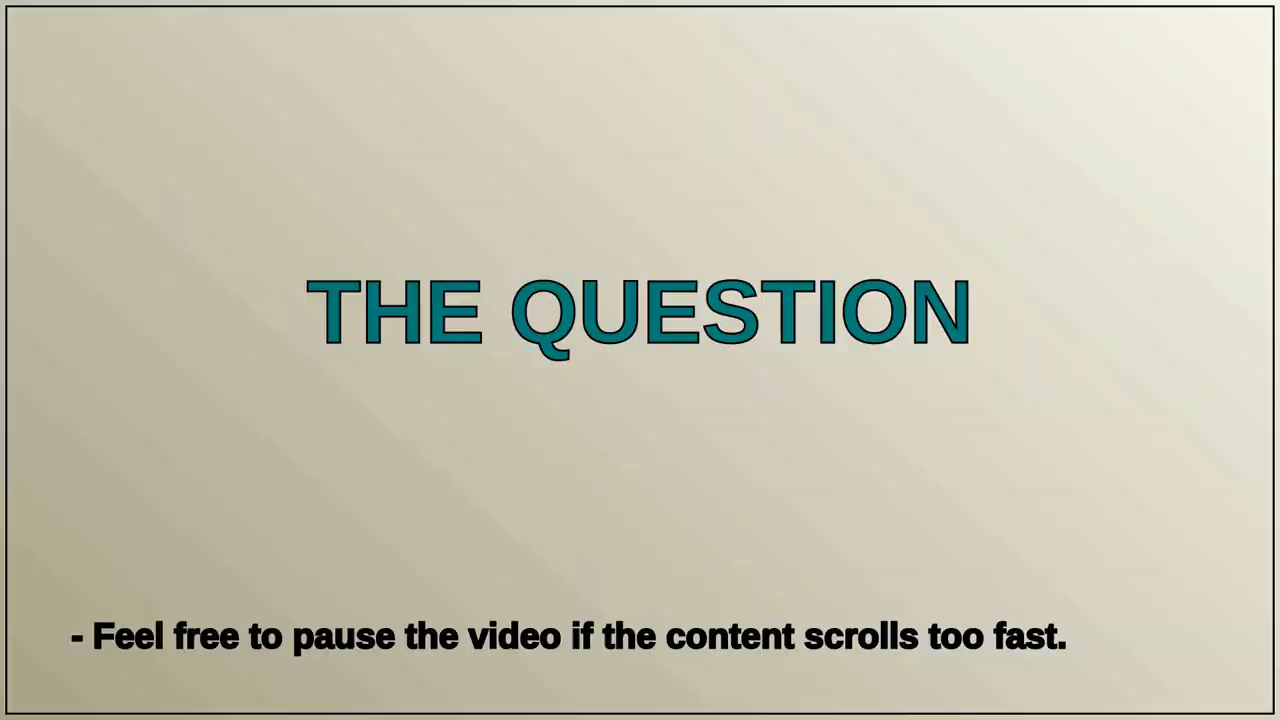 THE QUESTION
- Feel free to pause the video if the content scrolls too fast.